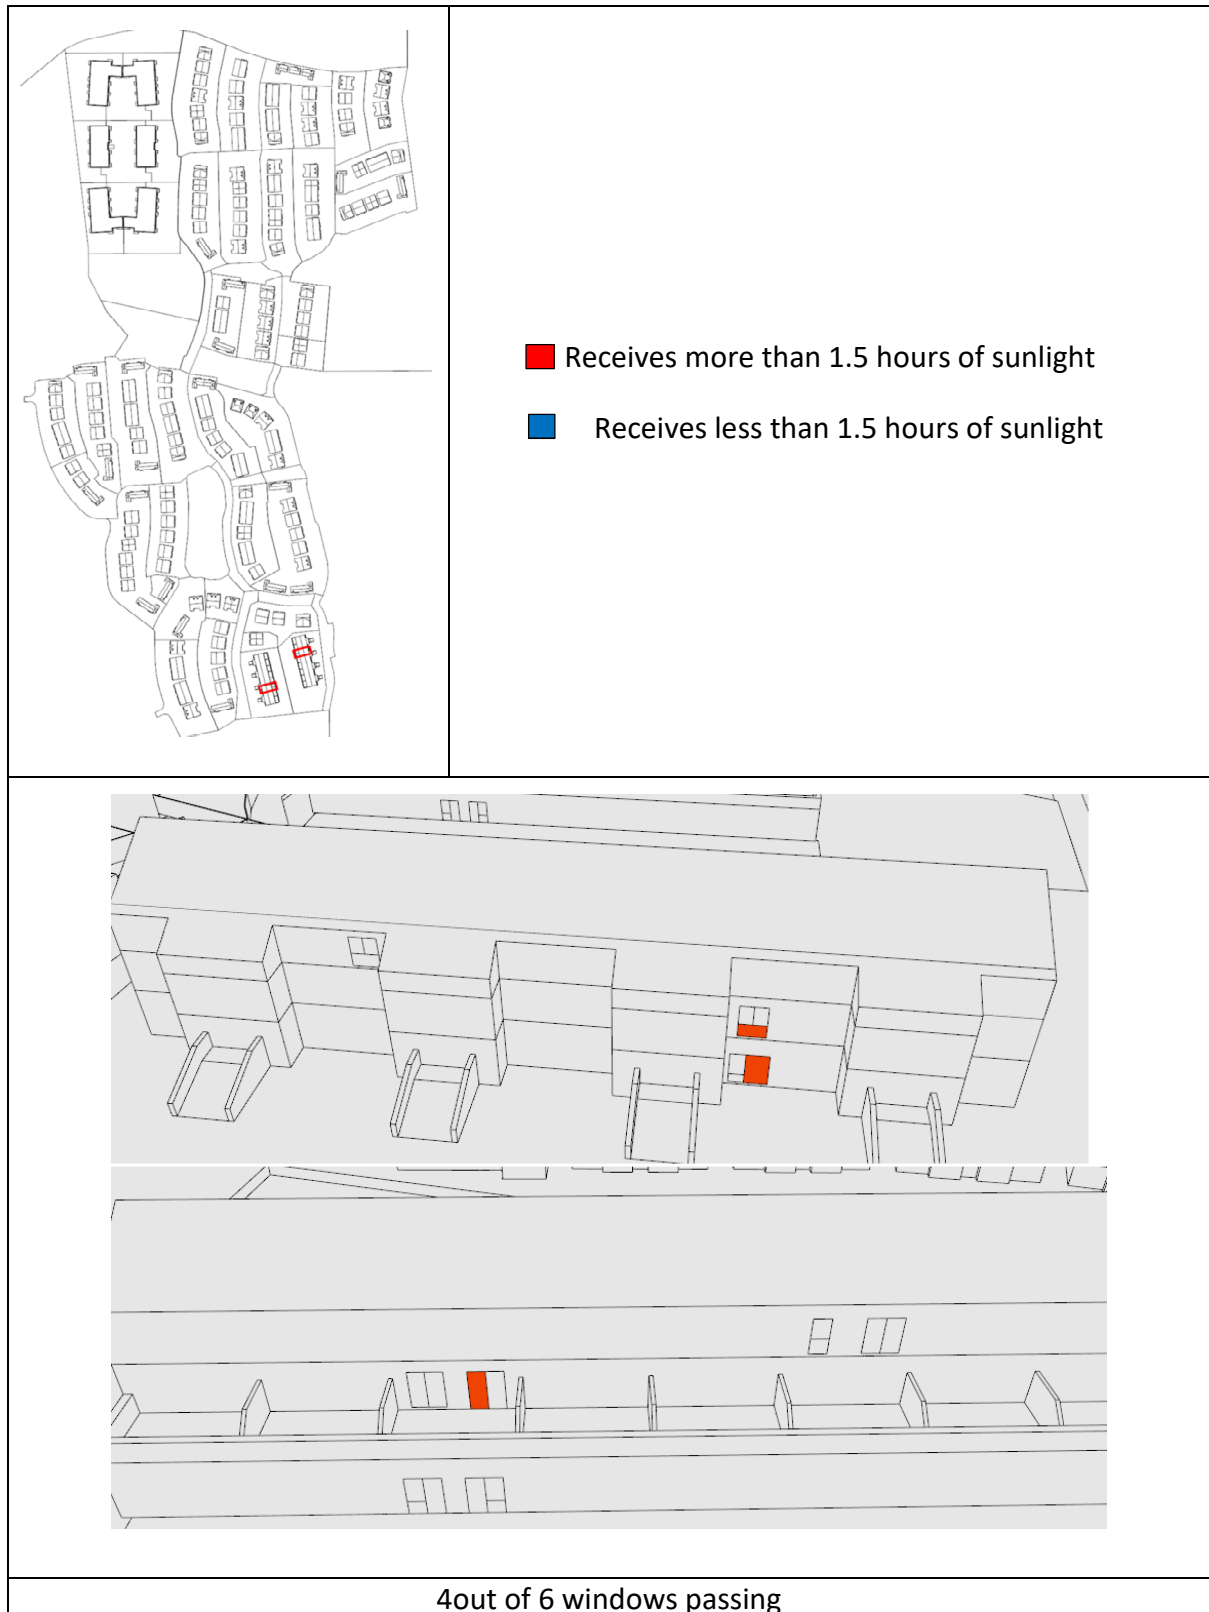 Receives more than 1.5 hours of sunlight
Receives less than 1.5 hours of sunlight
4out of 6 windows passing